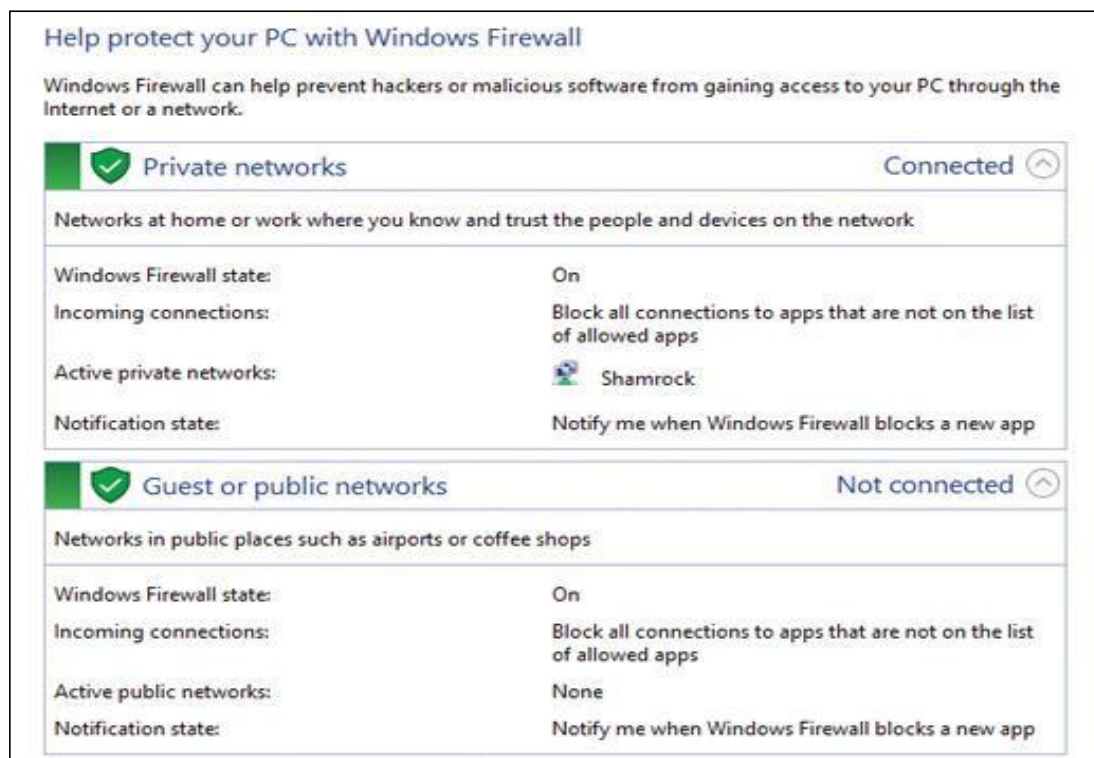 Help protect your PC with Windows Firewall
Windows Firewall can help prevent hackers or malicious software from gaining access to your PC through the
Internet or a network.
Private networks
Connected
Networks at home or work where you know and trust the people and devices on the network
Windows Firewall state:
On
Incoming connections:
Block all connections to apps that are not on the list
of allowed apps
Active private networks:
Shamrock
Notification state:
Notify me when Windows Firewall blocks a new app
Guest or public networks
Not connected
Networks in public places such as airports or coffee shops
Windows Firewall state:
On
Incoming connections:
Block all connections to apps that are not on the list
of allowed apps
Active public networks:
None
Notification state:
Notify me when Windows Firewall blocks a new app